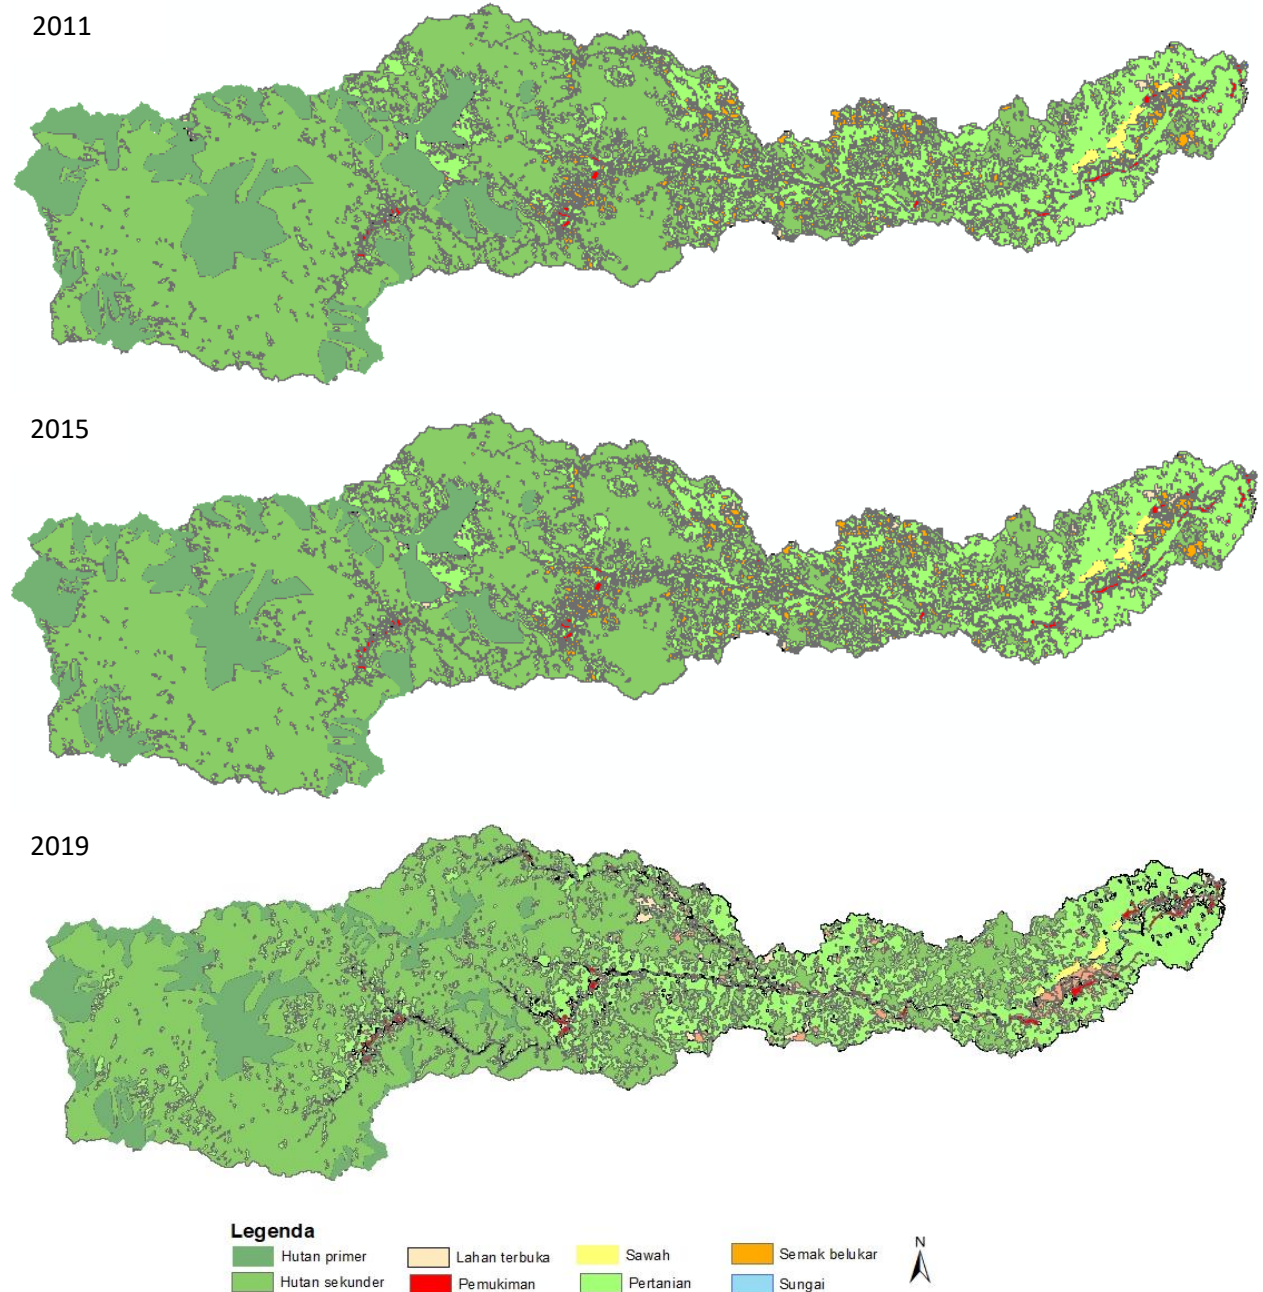 2011
2015
2019
Legenda
Hutan primer
Lahan terbuka
Sawah
Semak belukar
N
Hutan sekunder
Pemukiman
Pertanian
Sungai